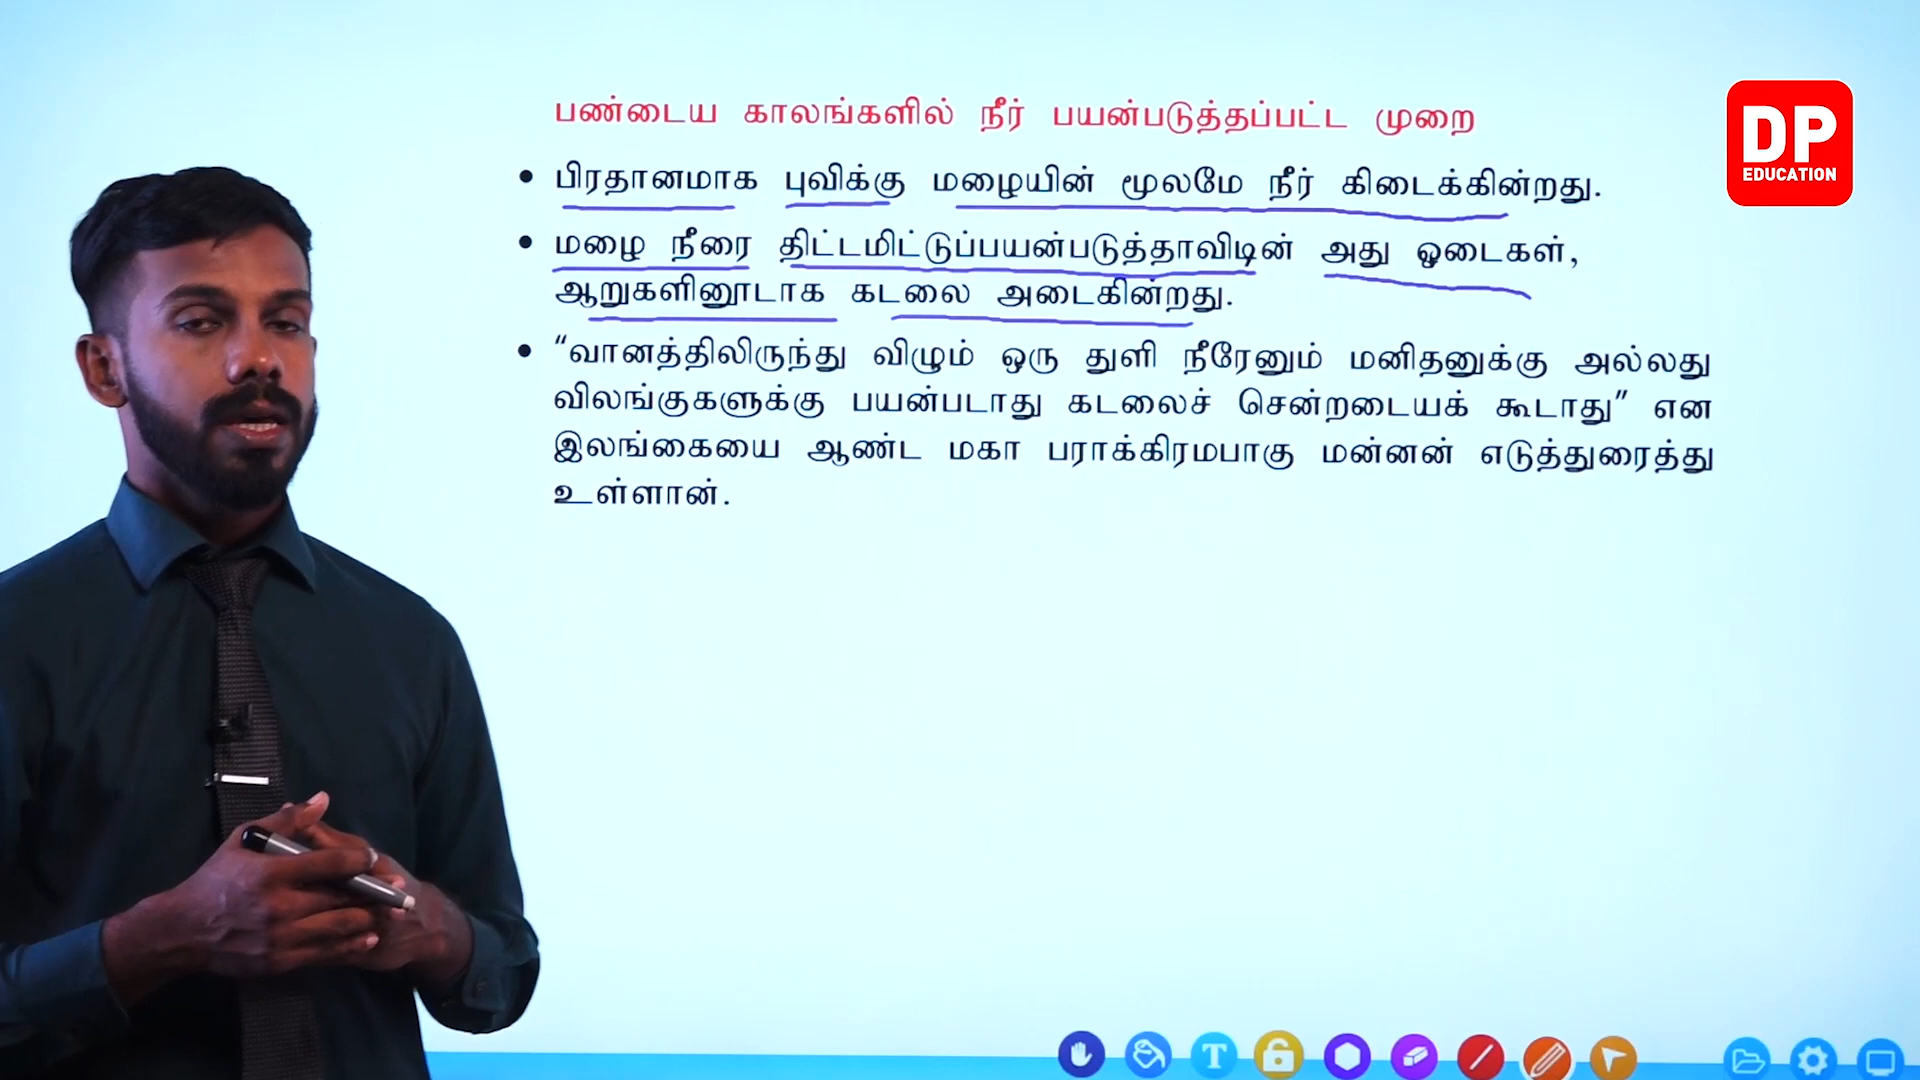 பண்டைய காலங்களில் நீர் பயன்படுத்தப்பட்ட முறை
DP
EDUCATION
• பிரதானமாக புவிக்கு மழையின் மூலமே நீர் கிடைக்கின்றது.
• மழை நீரை திட்டமிட்டுப்பயன்படுத்தாவிடின் அது ஓடைகள்,
ஆறுகளினூடாக கடலை அடைகின்றது.
• “வானத்திலிருந்து விழும் ஒரு துளி நீரேனும் மனிதனுக்கு அல்லது
விலங்குகளுக்கு பயன்படாது கடலைச் சென்றடையக் கூடாது” என
இலங்கையை ஆண்ட மகா பராக்கிரமபாகு மன்னன் எடுத்துரைத்து
உள்ளான்.